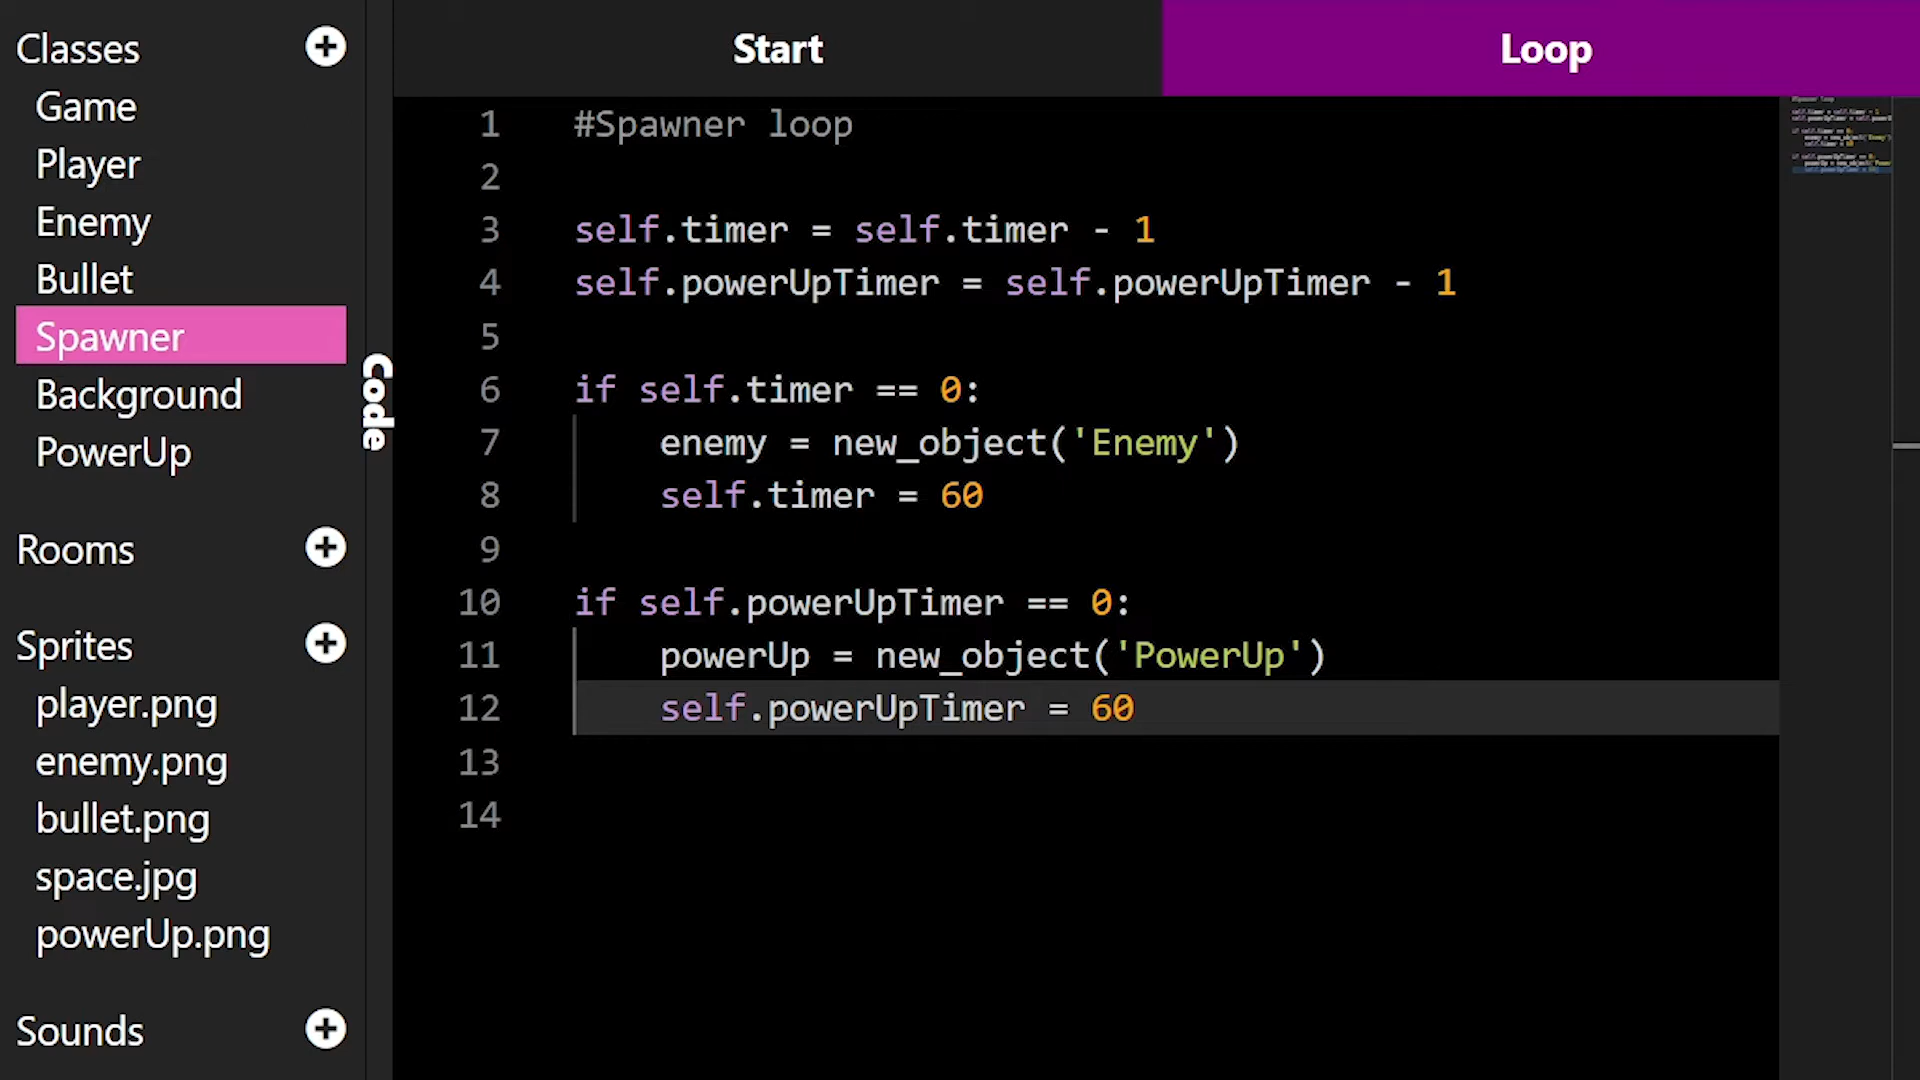 Classes
Game
Player
Enemy
Bullet
Spawner
Background
PowerUp
Rooms
Sprites
player.png
enemy.png
bullet.png
space.jpg
powerUp.png
Sounds
Code
Start
Loop
1 #Spawner loop
2
3 self.timer = self.timer - 1
4 self.powerUpTimer = self.powerUpTimer - 1
5
6 if self.timer == 0:
7     enemy = new_object('Enemy')
8     self.timer = 60
9
10 if self.powerUpTimer == 0:
11     powerUp = new_object('PowerUp')
12     self.powerUpTimer = 60
13
14